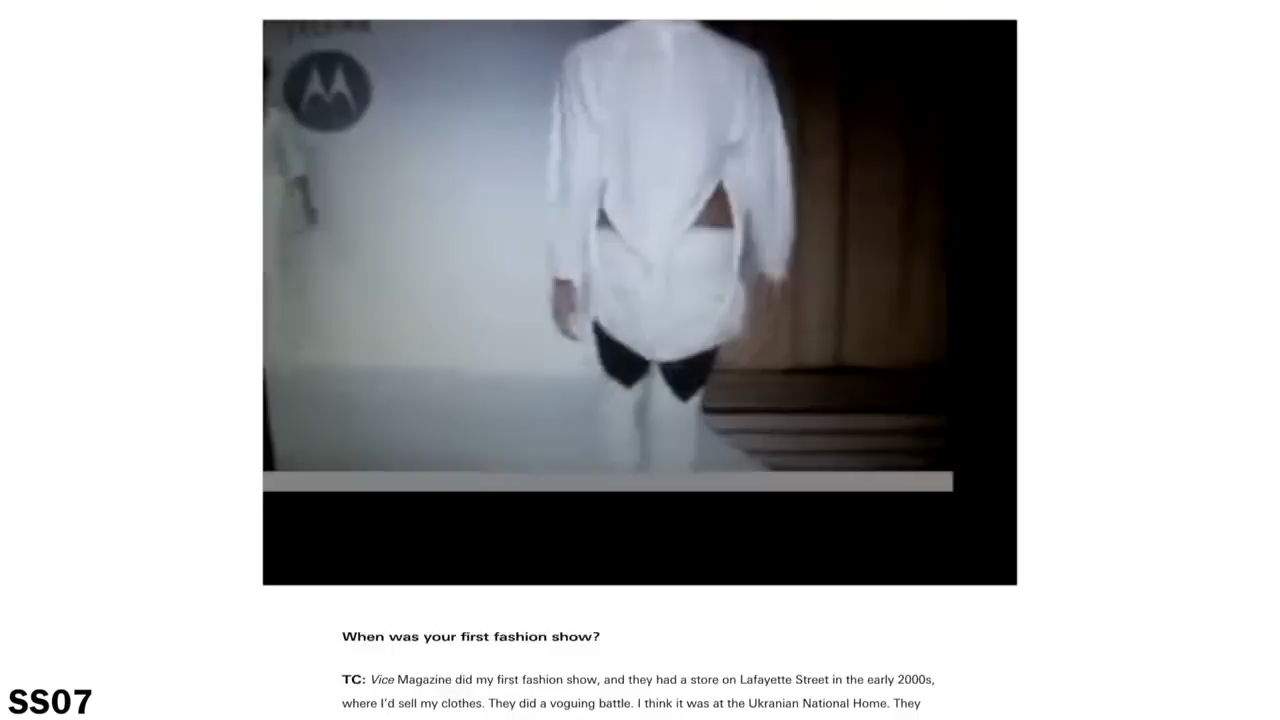 When was your first fashion show?
TC: Vice Magazine did my first fashion show, and they had a store on Lafayette Street in the early 2000s,
where I'd sell my clothes. They did a voguing battle. I think it was at the Ukranian National Home. They
SS07